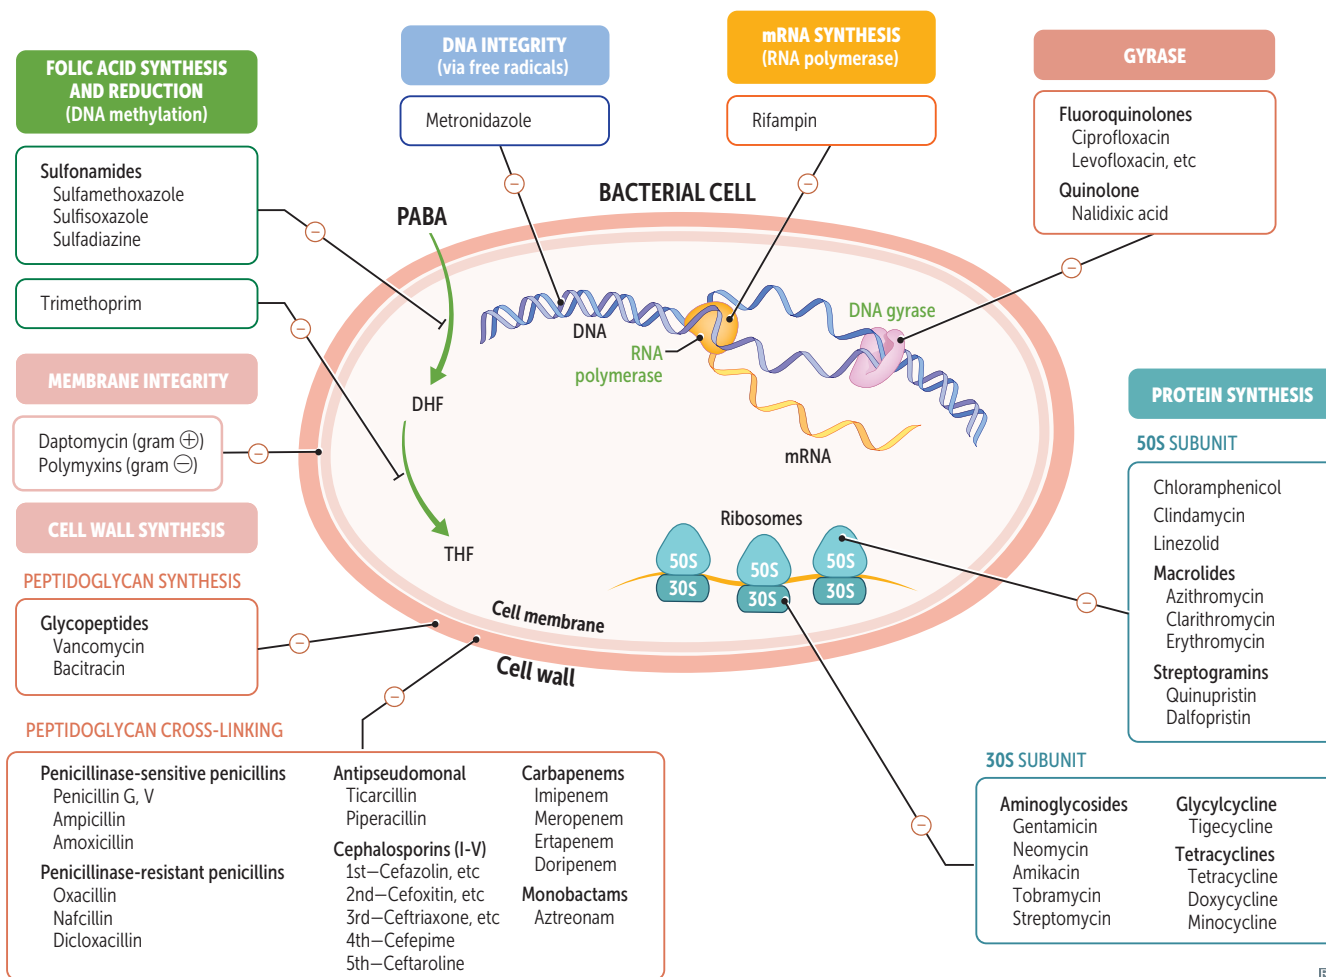 FOLIC ACID SYNTHESIS
AND REDUCTION
(DNA methylation)
Sulfonamides
Sulfamethoxazole
Sulfisoxazole
Sulfadiazine
Trimethoprim
DNA INTEGRITY
(via free radicals)
Metronidazole
mRNA SYNTHESIS
(RNA polymerase)
Rifampin
GYRASE
Fluoroquinolones
Ciprofloxacin
Levofloxacin, etc
Quinolone
Nalidixic acid
MEMBRANE INTEGRITY
Daptomycin (gram ⊕)
Polymyxins (gram ⊖)
CELL WALL SYNTHESIS
PEPTIDOGLYCAN SYNTHESIS
Glycopeptides
Vancomycin
Bacitracin
BACTERIAL CELL
PABA
DHF
THF
DNA
RNA
polymerase
DNA gyrase
mRNA
Ribosomes
50S
30S
50S
30S
50S
30S
Cell membrane
Cell wall
⊖
⊖
⊖
⊖
⊖
⊖
⊖
⊖
⊖
⊖
PROTEIN SYNTHESIS
50S SUBUNIT
Chloramphenicol
Clindamycin
Linezolid
Macrolides
Azithromycin
Clarithromycin
Erythromycin
Streptogramins
Quinupristin
Dalfopristin
PEPTIDOGLYCAN CROSS-LINKING
Penicillinase-sensitive penicillins
Penicillin G, V
Ampicillin
Amoxicillin
Penicillinase-resistant penicillins
Oxacillin
Nafcillin
Dicloxacillin
Antipseudomonal
Ticarcillin
Piperacillin
Cephalosporins (I-V)
1st—Cefazolin, etc
2nd—Cefoxitin, etc
3rd—Ceftriaxone, etc
4th—Cefepime
5th—Ceftaroline
Carbapenems
Imipenem
Meropenem
Ertapenem
Doripenem
Monobactams
Aztreonam
30S SUBUNIT
Aminoglycosides
Gentamicin
Neomycin
Amikacin
Tobramycin
Streptomycin
Glycylcycline
Tigecycline
Tetracyclines
Tetracycline
Doxycycline
Minocycline